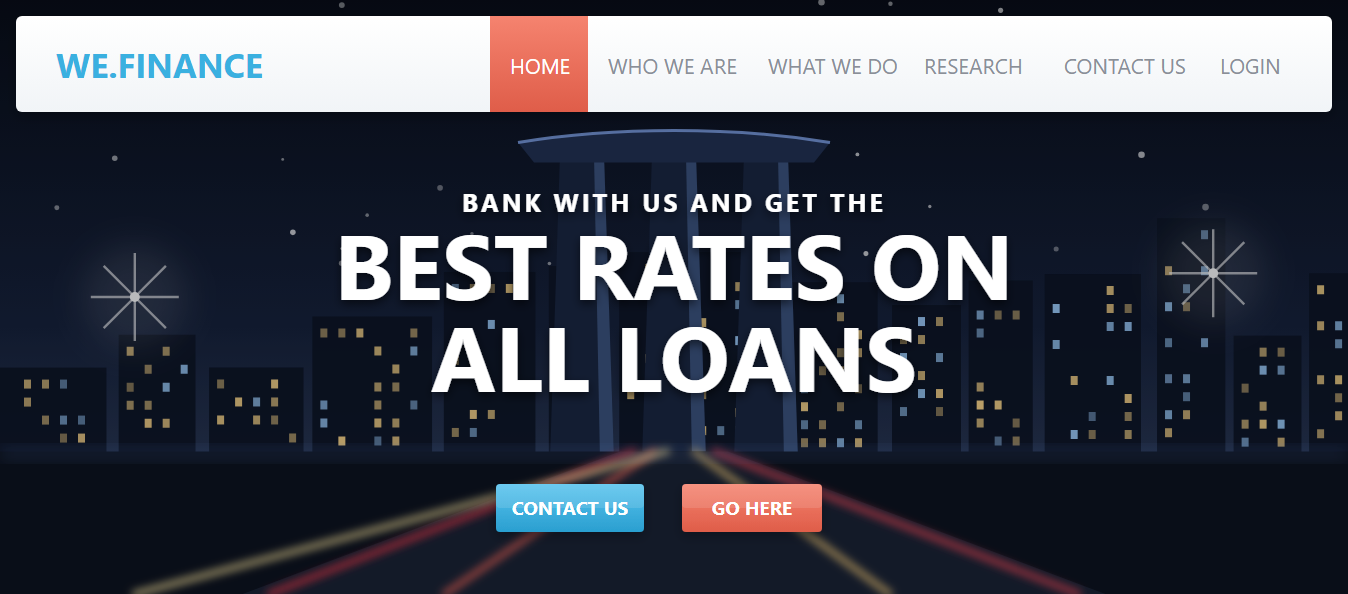 WE.FINANCE
HOME WHO WE ARE WHAT WE DO RESEARCH CONTACT US LOGIN
BANK WITH US AND GET THE
BEST RATES ON
ALL LOANS
CONTACT US GO HERE